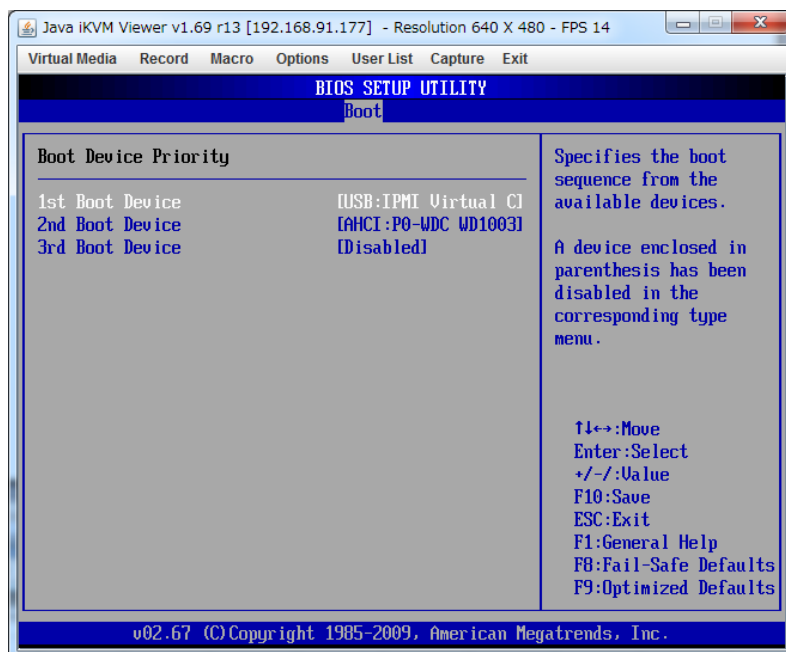 Java iKVM Viewer v1.69 r13 [192.168.91.177] - Resolution 640 X 480 - FPS 14
Virtual Media Record Macro Options User List Capture Exit
BIOS SETUP UTILITY
Boot
Boot Device Priority
1st Boot Device [USB:IPMI Virtual C]
2nd Boot Device [AHCI:P0-WDC WD1003]
3rd Boot Device [Disabled]
Specifies the boot
sequence from the
available devices.
A device enclosed in
parenthesis has been
disabled in the
corresponding type
menu.
↑↓←→:Move
Enter:Select
+/-/:Value
F10:Save
ESC:Exit
F1:General Help
F8:Fail-Safe Defaults
F9:Optimized Defaults
v02.67 (C)Copyright 1985-2009, American Megatrends, Inc.